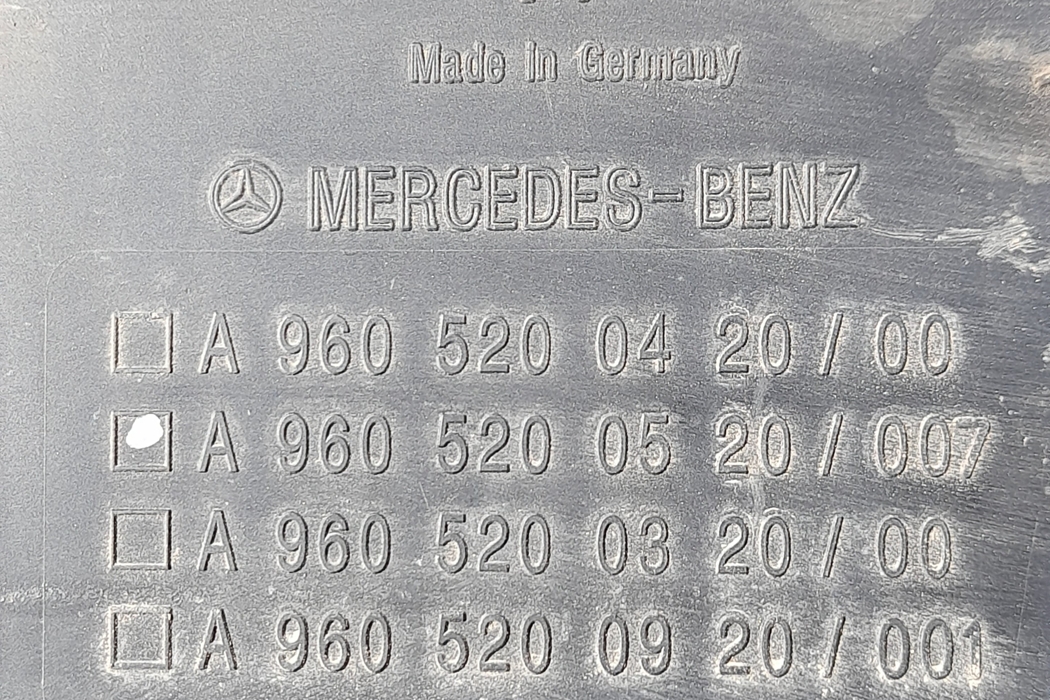 Made in Germany
MERCEDES-BENZ
A 960 520 04 20 / 00
A 960 520 05 20 / 007
A 960 520 03 20 / 00
A 960 520 09 20 / 001